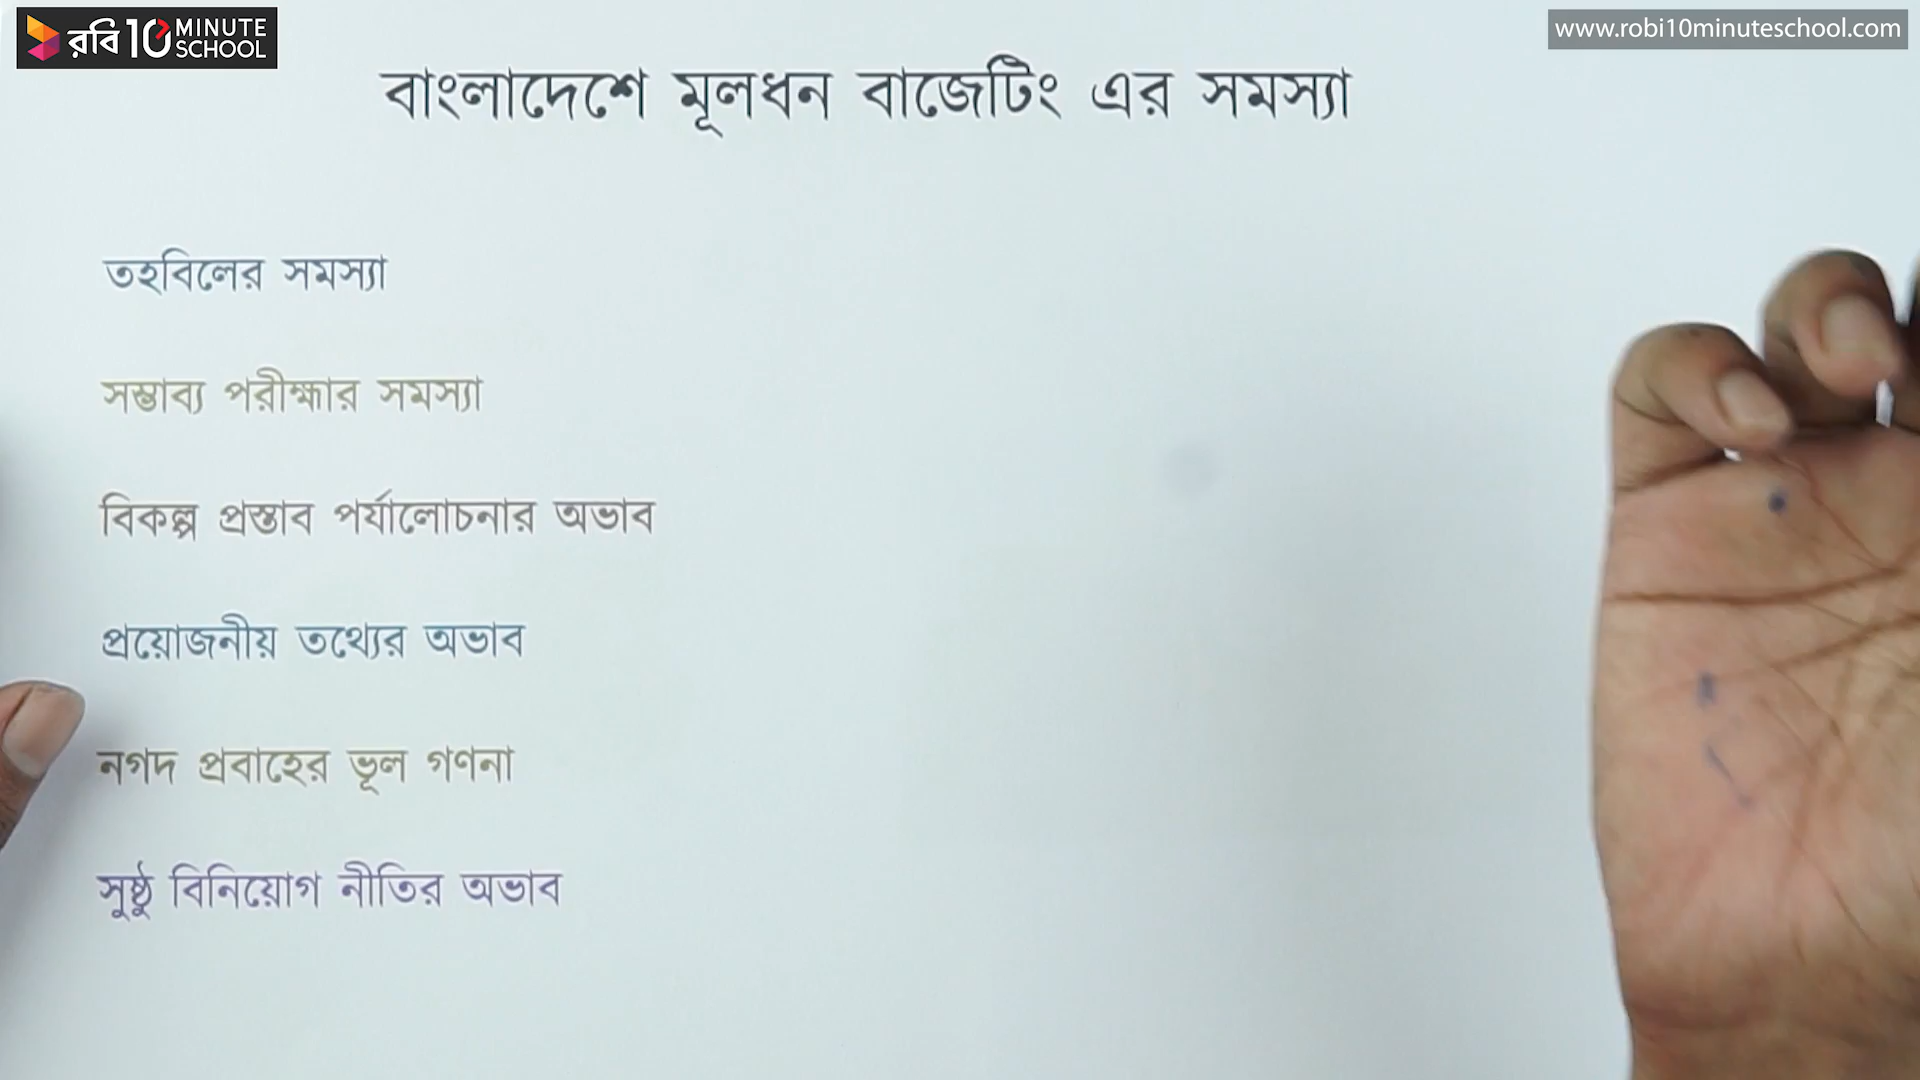 রবি 10 MINUTE SCHOOL
www.robi10minuteschool.com
বাংলাদেশে মূলধন বাজেটিং এর সমস্যা
তহবিলের সমস্যা
সম্ভাব্য পরীক্ষার সমস্যা
বিকল্প প্রস্তাব পর্যালোচনার অভাব
প্রয়োজনীয় তথ্যের অভাব
নগদ প্রবাহের ভূল গণনা
সুষ্ঠু বিনিয়োগ নীতির অভাব